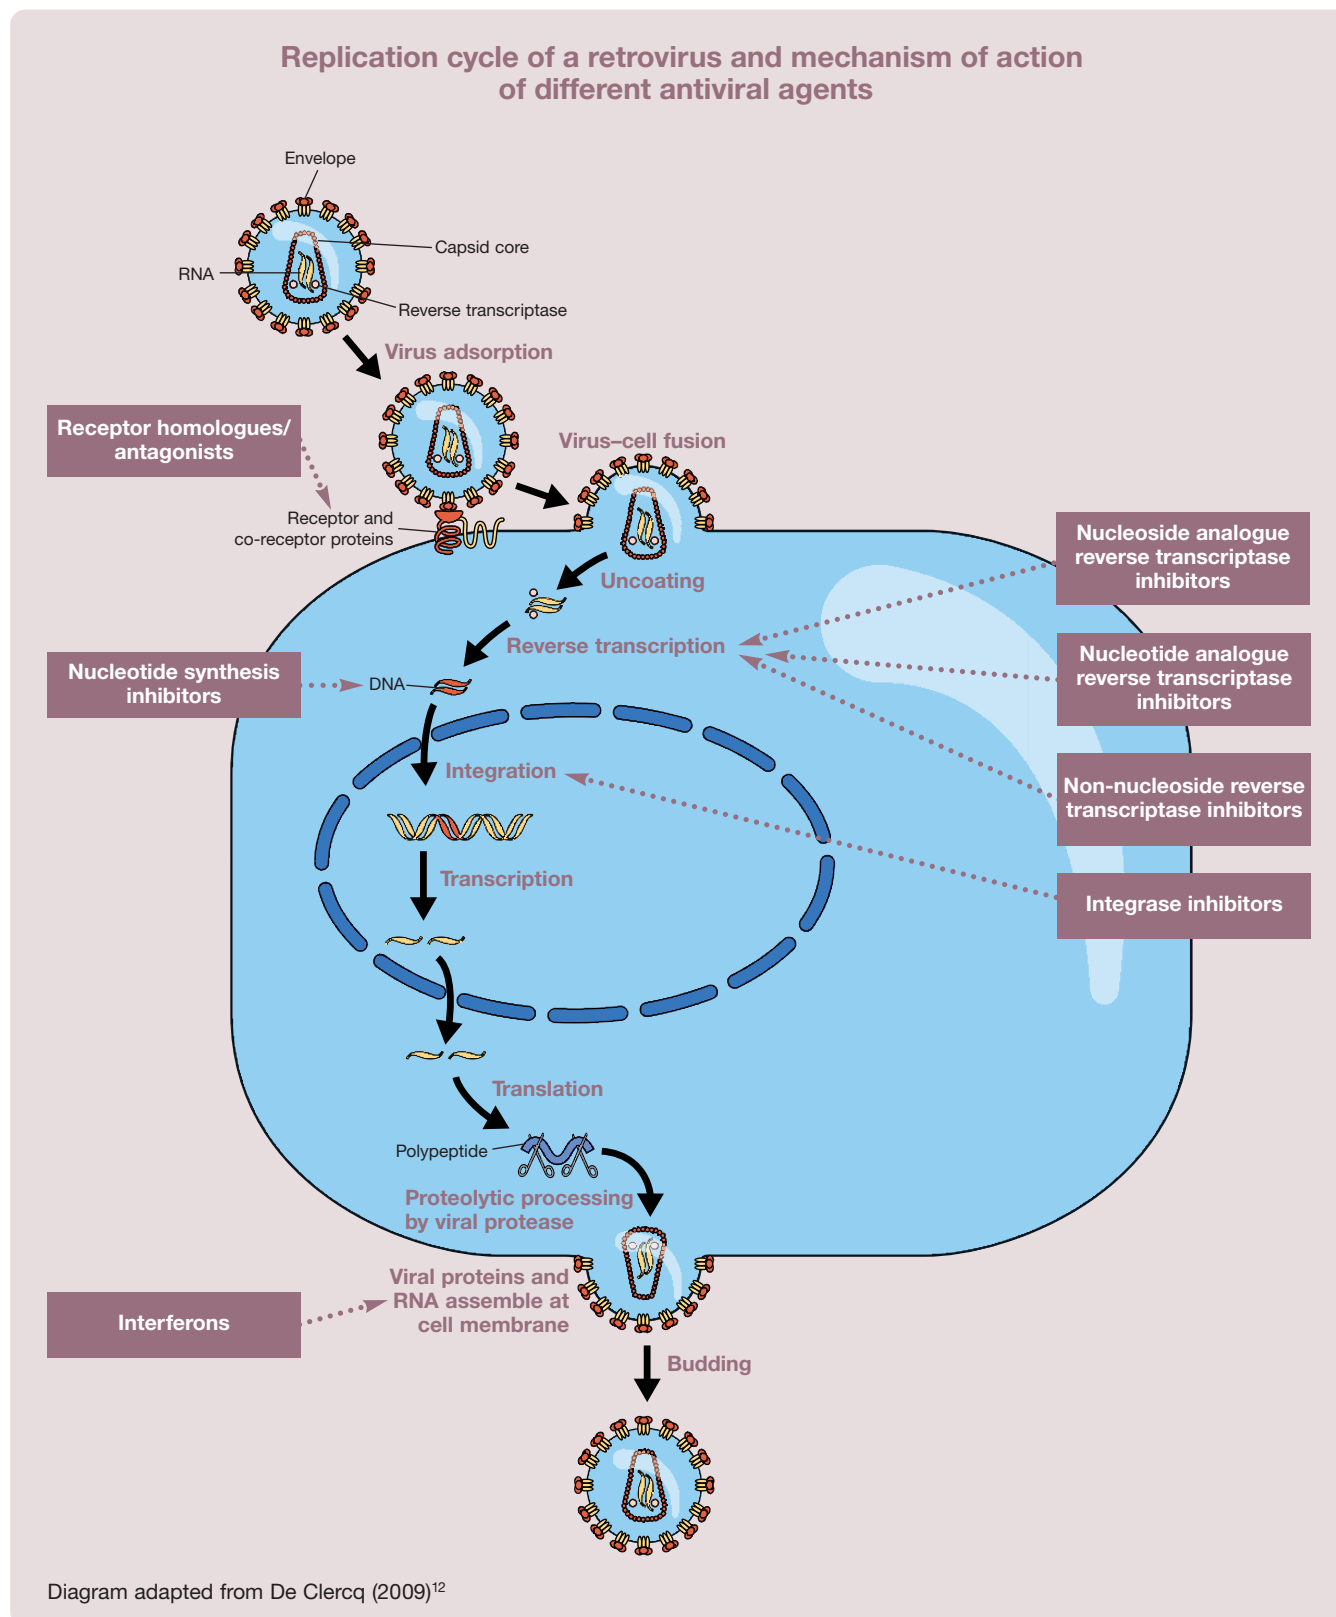 Replication cycle of a retrovirus and mechanism of action
of different antiviral agents
Envelope
Capsid core
RNA
Reverse transcriptase
Virus adsorption
Receptor homologues/
antagonists
Virus–cell fusion
Receptor and
co-receptor proteins
Nucleoside analogue
reverse transcriptase
inhibitors
Uncoating
Reverse transcription
Nucleotide analogue
reverse transcriptase
inhibitors
Nucleotide synthesis
inhibitors
DNA
Integration
Non-nucleoside reverse
transcriptase inhibitors
Transcription
Integrase inhibitors
Translation
Polypeptide
Proteolytic processing
by viral protease
Viral proteins and
RNA assemble at
cell membrane
Interferons
Budding
Diagram adapted from De Clercq (2009)12